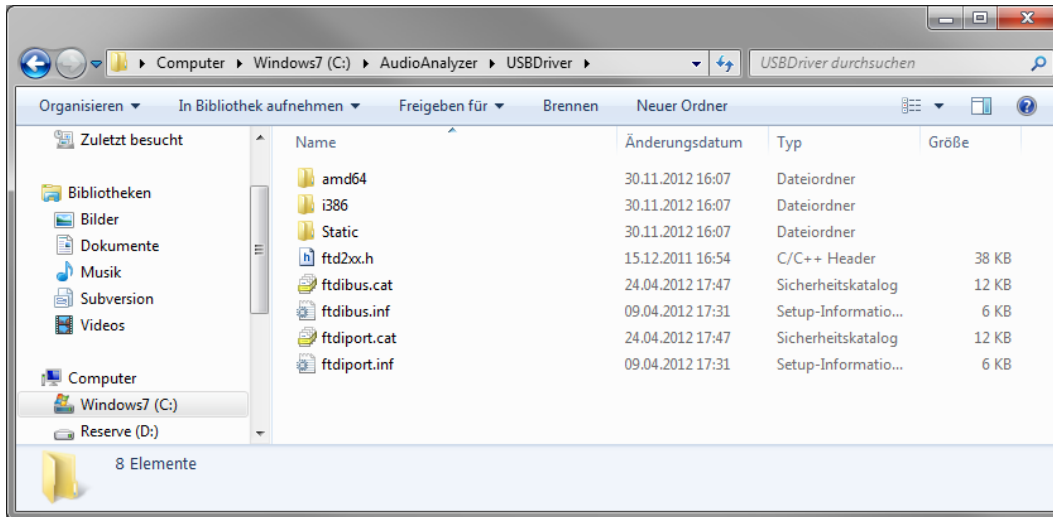 Computer Windows7 (C:) AudioAnalyzer USBDriver USBDriver durchsuchen
Organisieren In Bibliothek aufnehmen Freigeben für Brennen Neuer Ordner
Zuletzt besucht
Bibliotheken
Bilder
Dokumente
Musik
Subversion
Videos
Computer
Windows7 (C:)
Reserve (D:)
Name Änderungsdatum Typ Größe
amd64 30.11.2012 16:07 Dateiordner
i386 30.11.2012 16:07 Dateiordner
Static 30.11.2012 16:07 Dateiordner
ftd2xx.h 15.12.2011 16:54 C/C++ Header 38 KB
ftdibus.cat 24.04.2012 17:47 Sicherheitskatalog 12 KB
ftdibus.inf 09.04.2012 17:31 Setup-Informatio... 6 KB
ftdiport.cat 24.04.2012 17:47 Sicherheitskatalog 12 KB
ftdiport.inf 09.04.2012 17:31 Setup-Informatio... 6 KB
8 Elemente